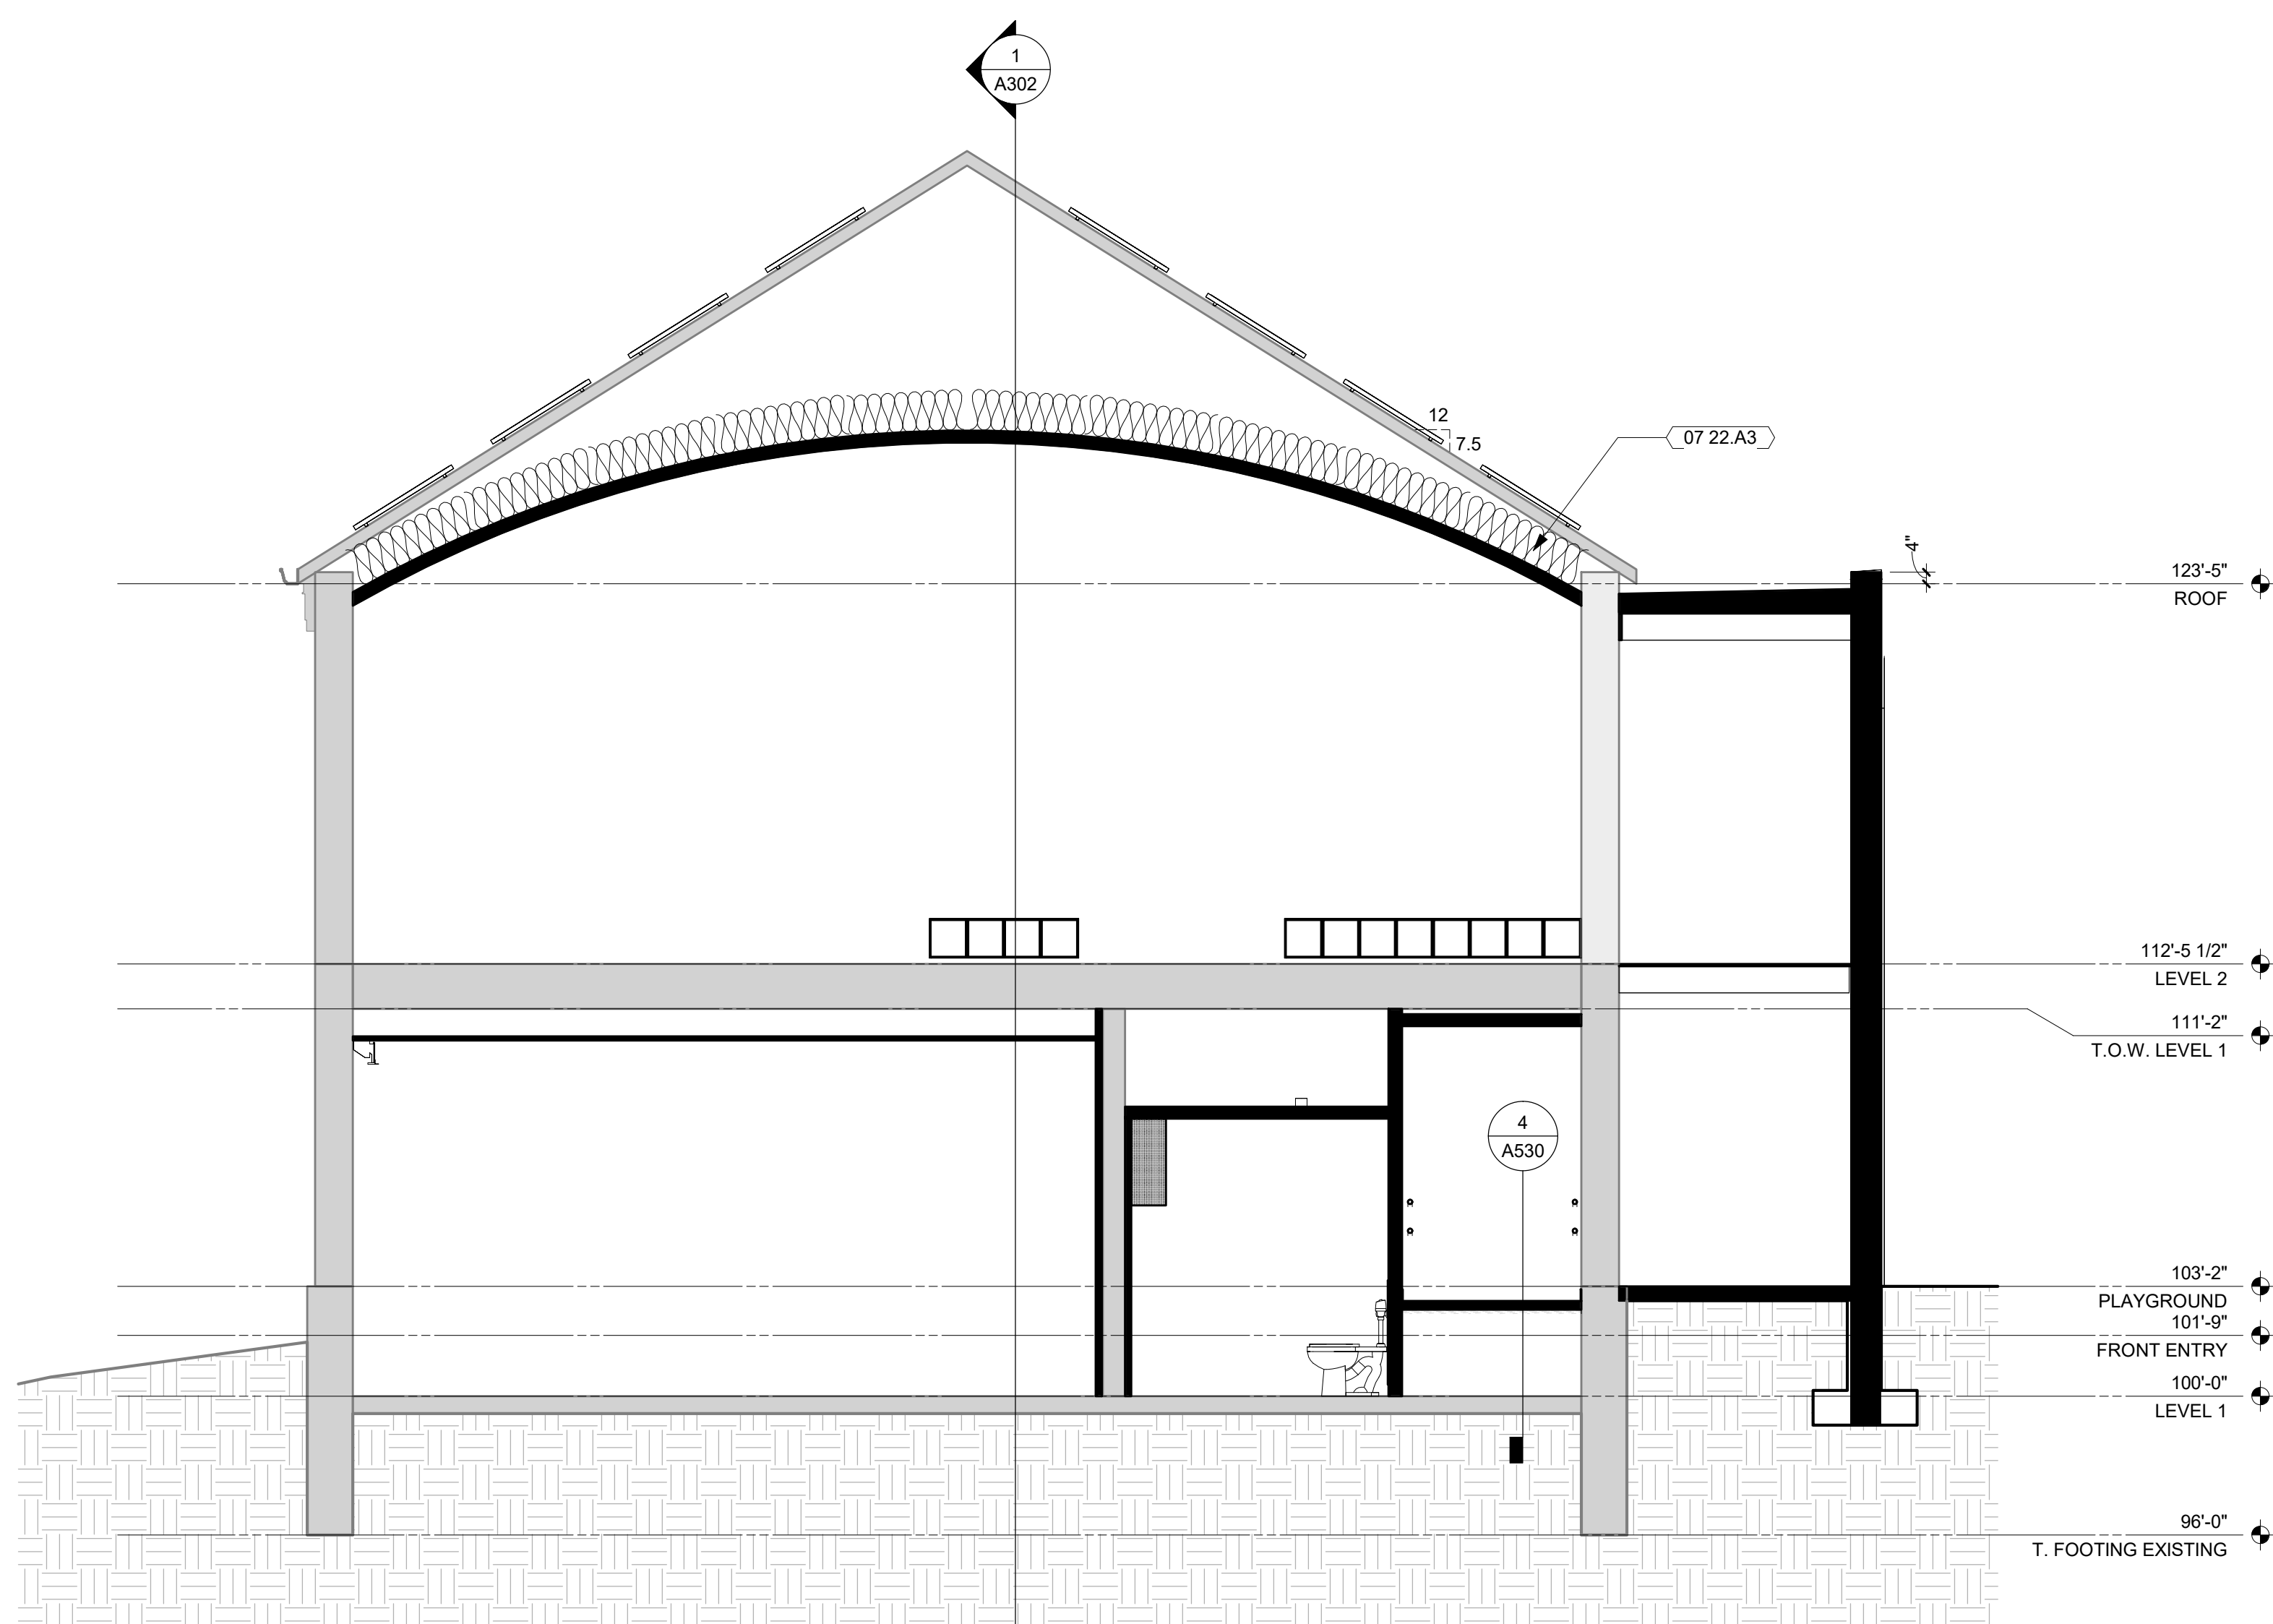 1
A302
12
7.5
07 22.A3
4"
123'-5"
ROOF
112'-5 1/2"
LEVEL 2
111'-2"
T.O.W. LEVEL 1
4
A530
103'-2"
PLAYGROUND
101'-9"
FRONT ENTRY
100'-0"
LEVEL 1
96'-0"
T. FOOTING EXISTING